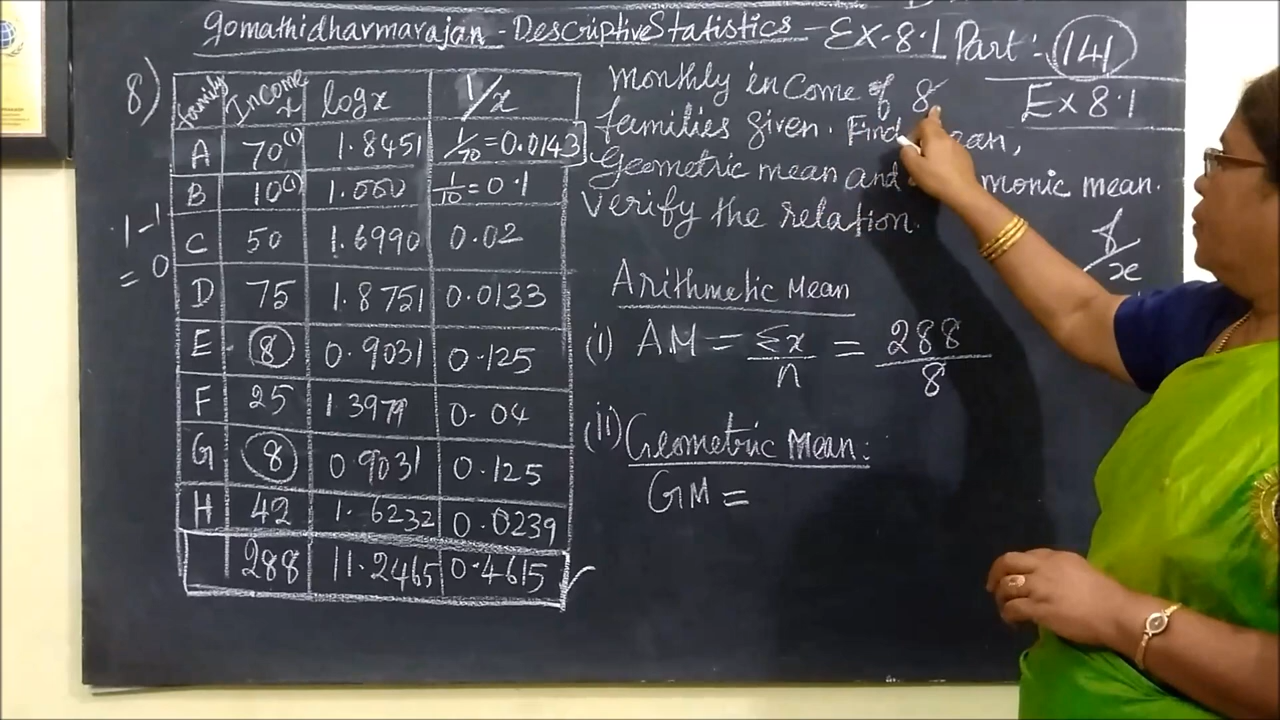 Gomathidharmarajan - Descriptive Statistics - Ex-8.1 Part:- 141
8)
Family Income x log x 1/x
A 70(1) 1.8451 1/70 = 0.0143
B 10(1) 1.000 1/10 = 0.1
C 50 1.6990 0.02
D 75 1.8751 0.0133
E 8 0.9031 0.125
F 25 1.3979 0.04
G 8 0.9031 0.125
H 42 1.6232 0.0239
288 11.2465 0.4615
1-1
= 0
Ex 8.1
Monthly income of 8
families given. Find
Geometric mean and monic mean.
Verify the relation.
x
Arithmetic Mean
(i) AM = Σx/n = 288/8
(ii) Geometric Mean:
GM =